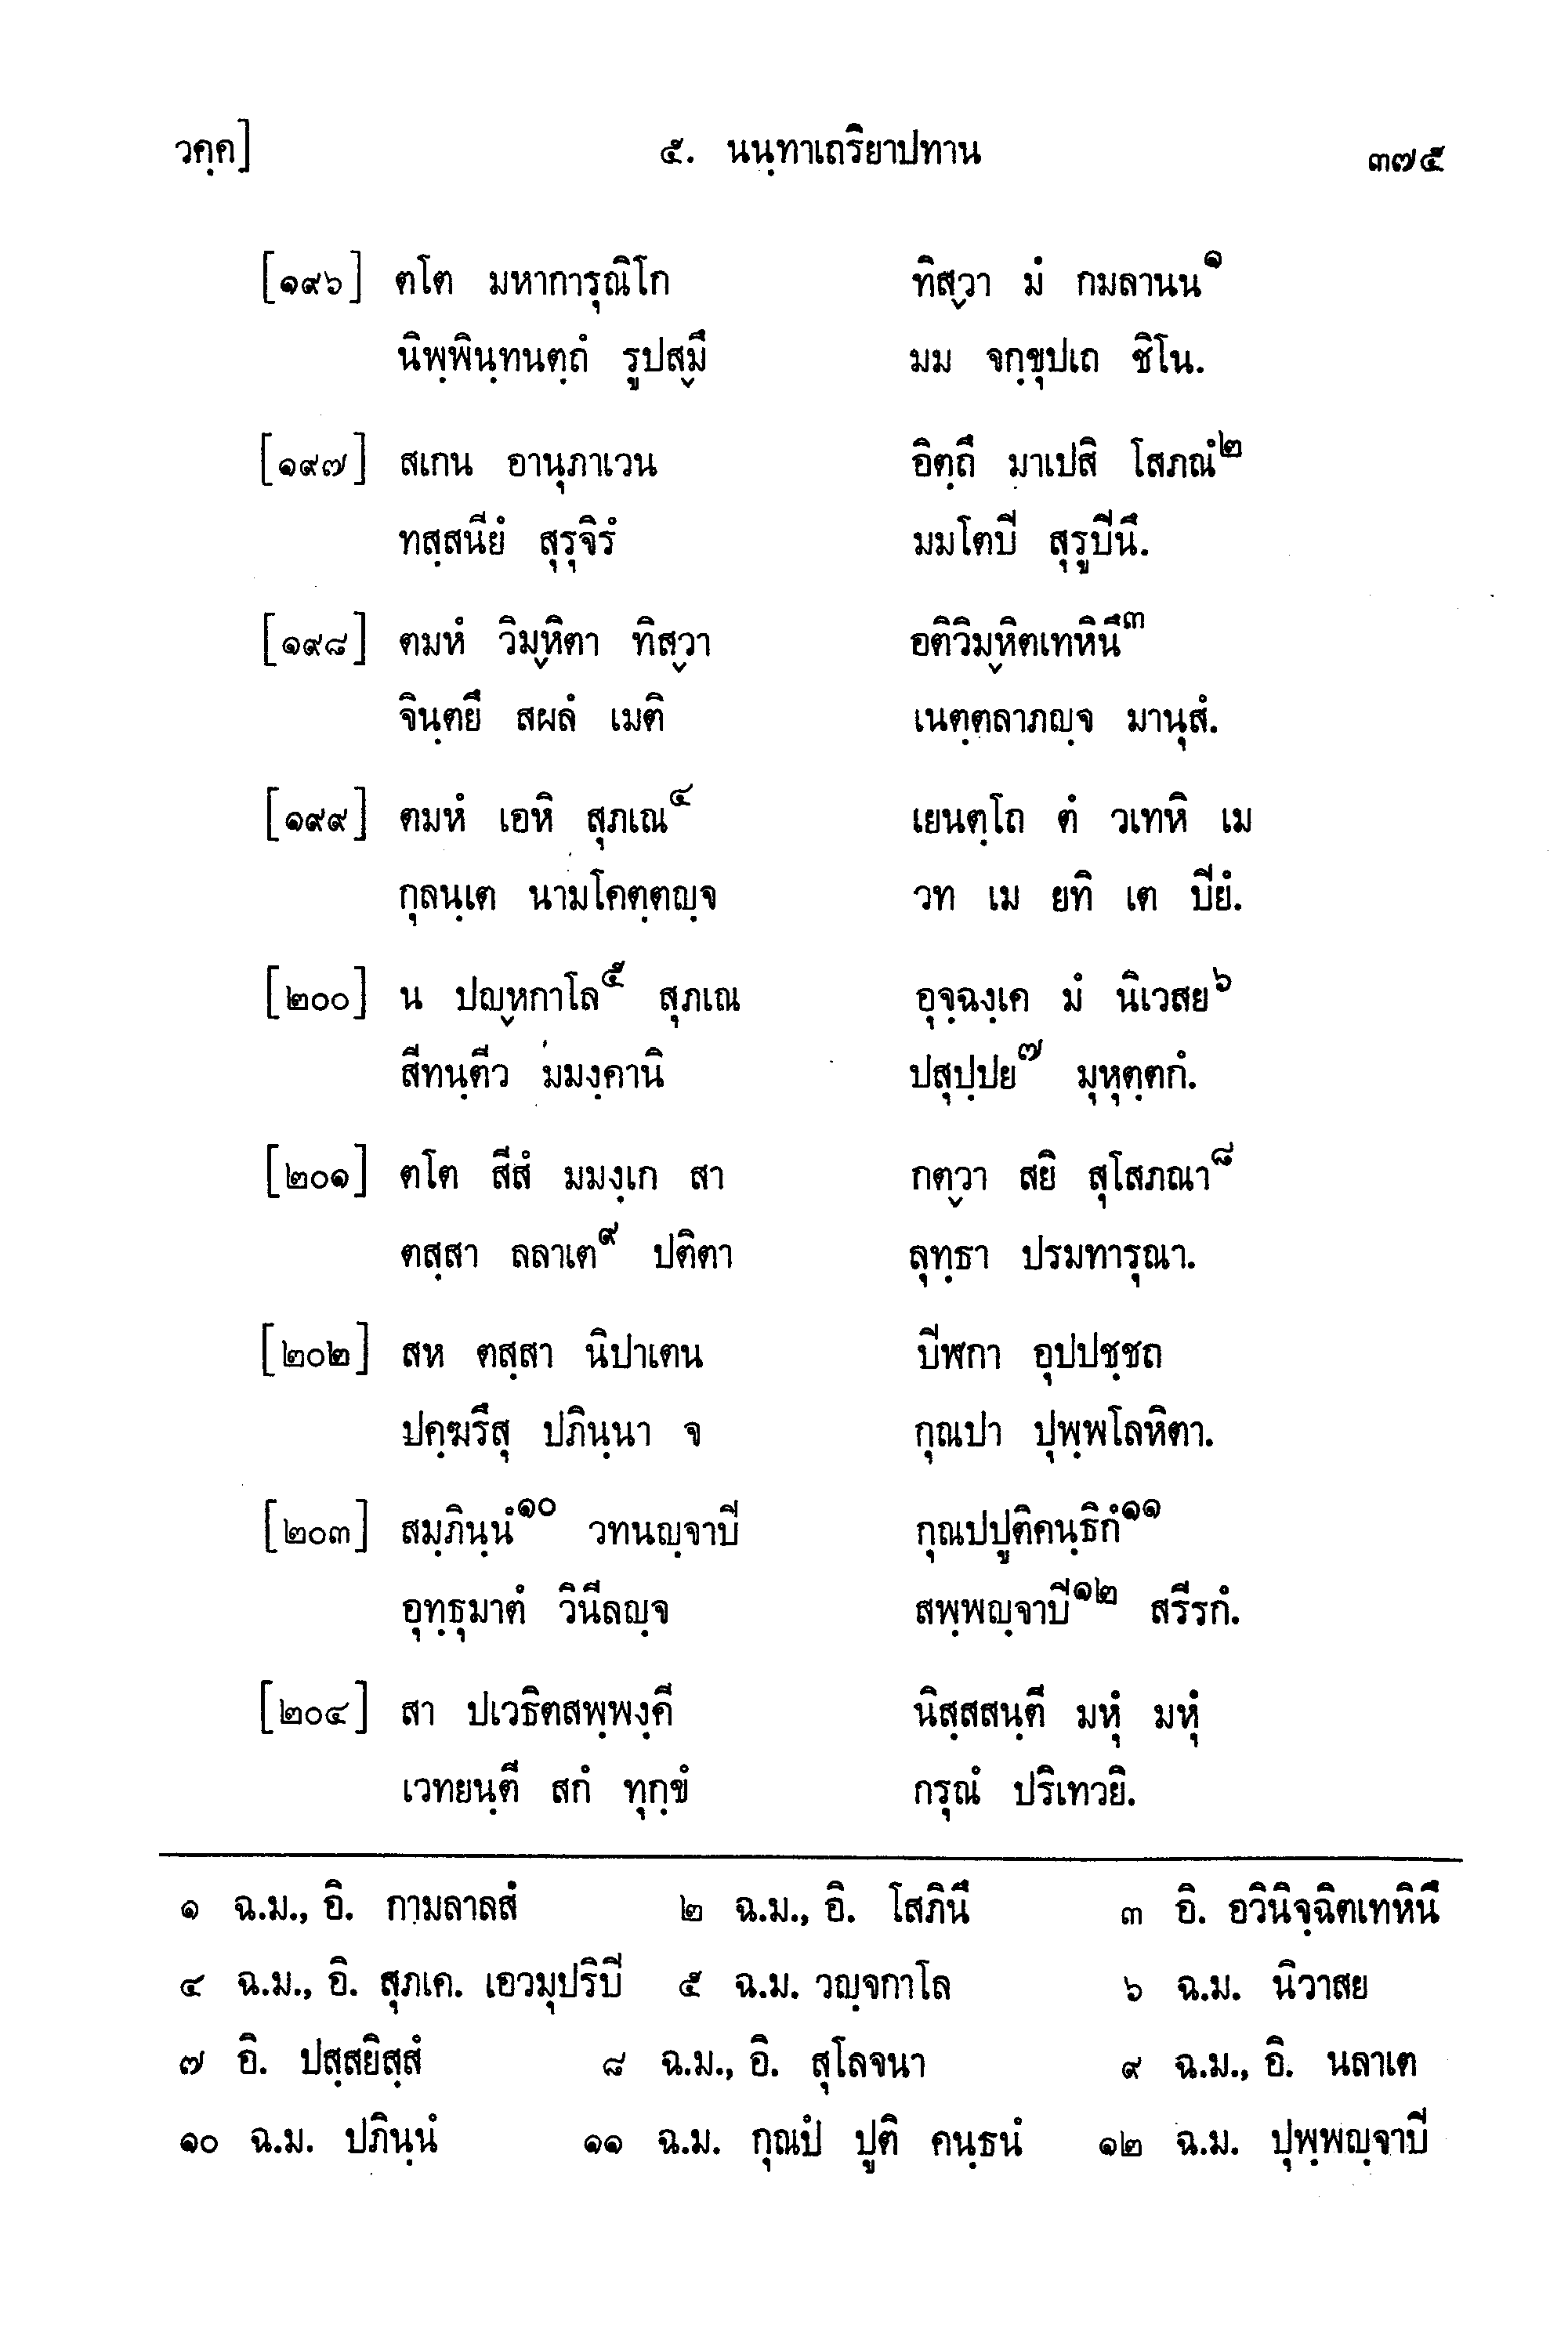 วคฺค] ๕. นนฺทาเถริยาปทาน ๓๗๕
[๑๙๖] ตโต มหาการุณิโก ทิสฺวา มํ กมลานน๑
นิพฺพินฺทนตฺถํ รูปสฺมึ มม จกฺขุปเถ ชิโน.
[๑๙๗] สเกน อานุภาเวน อิตฺถึ มาเปสิ โสภณํ๒
ทสฺสนียํ สุรุจิรํ มมโตปี สุรูปินึ.
[๑๙๘] ตมหํ วิมฺหิตา ทิสฺวา อติวิมฺหิตเทหินึ๓
จินฺตยึ สผลํ เมติ เนตฺตลาภญฺจ มานุสํ.
[๑๙๙] ตมหํ เอหิ สุภเณ๔ เยนตฺโถ ตํ วเทหิ เม
กุลนฺเต นามโคตฺตญฺจ วท เม ยทิ เต ปียํ.
[๒๐๐] น ปญฺหกาโล๕ สุภเณ อุจฺฉงฺเค มํ นิเวสย๖
สีทนฺตีว มมงฺคานิ ปสุปฺปย๗ มุหุตฺตกํ.
[๒๐๑] ตโต สีสํ มมงฺเก สา กตฺวา สยิ สุโสภณา๘
ตสฺสา ลลาเต๙ ปติตา ลุทฺธา ปรมทารุณา.
[๒๐๒] สห ตสฺสา นิปาเตน ปีฬกา อุปปชฺชถ
ปคฺฆรึสุ ปภินฺนา จ กุณปา ปุพฺพโลหิตา.
[๒๐๓] สมฺภินฺนํ๑๐ วทนญฺจาปี กุณปปูติคนฺธิกํ๑๑
อุทฺธุมาตํ วินีลญฺจ สพฺพญฺจาปี๑๒ สรีรกํ.
[๒๐๔] สา ปเวธิตสพฺพงฺคี นิสฺสสนฺตี มหุํ มหุํ
เวทยนฺตี สกํ ทุกฺขํ กรุณํ ปริเทวยิ.
๑ ฉ.ม., อิ. กามลาลสํ ๒ ฉ.ม., อิ. โสภินึ ๓ อิ. อวินิจฺฉิตเทหินึ
๔ ฉ.ม., อิ. สุภเค. เอวมุปริปี ๕ ฉ.ม. วญฺจกาโล ๖ ฉ.ม. นิวาสย
๗ อิ. ปสฺสยิสฺสํ ๘ ฉ.ม., อิ. สุโลจนา ๙ ฉ.ม., อิ. นลาเต
๑๐ ฉ.ม. ปภินฺนํ ๑๑ ฉ.ม. กุณปํ ปูติ คนฺธนํ ๑๒ ฉ.ม. ปุพฺพญฺจาปี